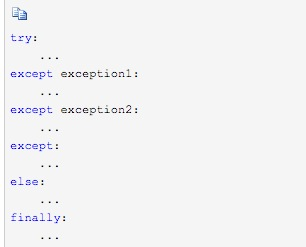 try:
    ...
except exception1:
    ...
except exception2:
    ...
except:
    ...
else:
    ...
finally:
    ...